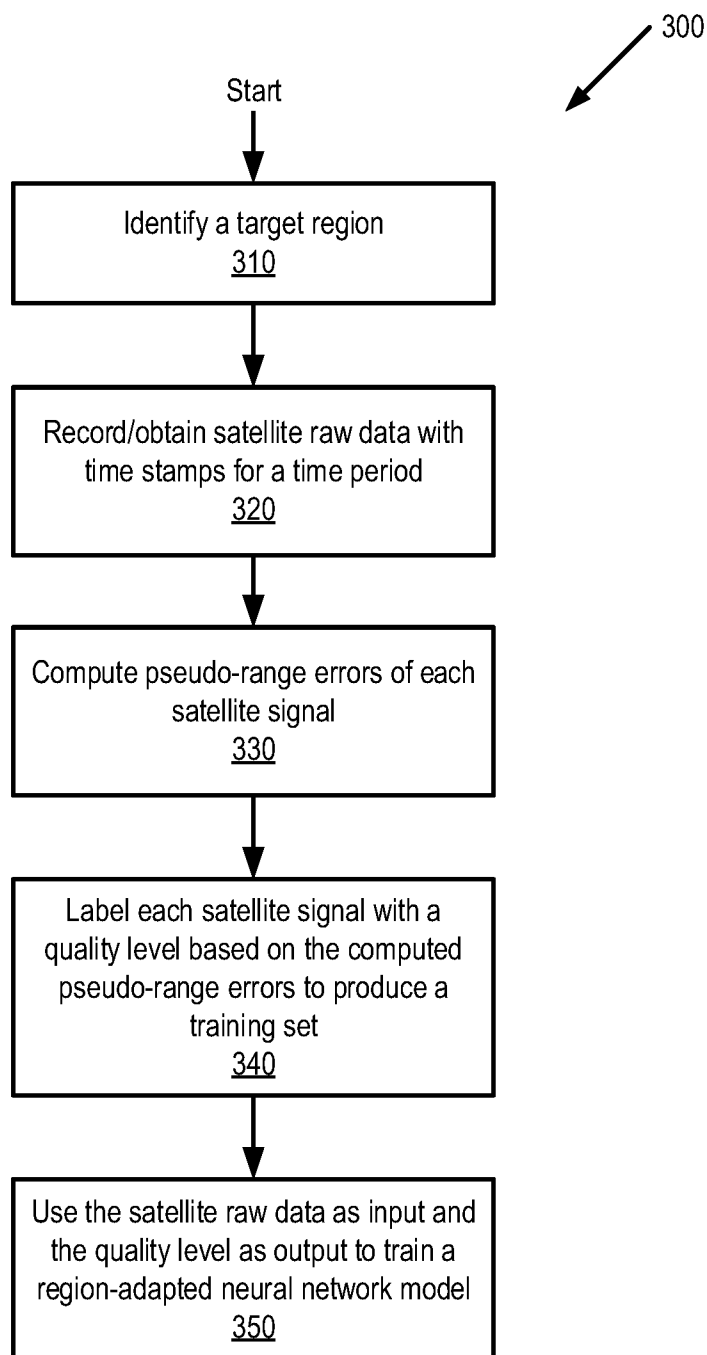 300
Start
Identify a target region
310
Record/obtain satellite raw data with
time stamps for a time period
320
Compute pseudo-range errors of each
satellite signal
330
Label each satellite signal with a
quality level based on the computed
pseudo-range errors to produce a
training set
340
Use the satellite raw data as input and
the quality level as output to train a
region-adapted neural network model
350